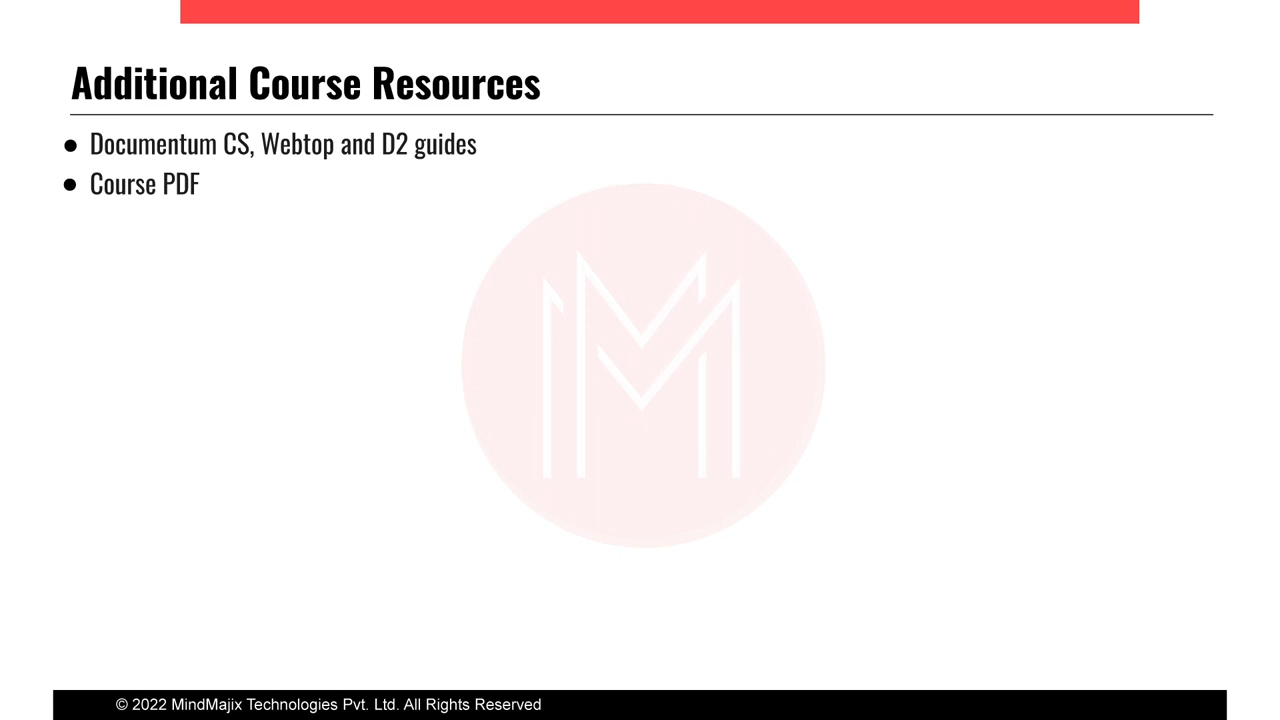 Additional Course Resources
● Documentum CS, Webtop and D2 guides
● Course PDF
© 2022 MindMajix Technologies Pvt. Ltd. All Rights Reserved